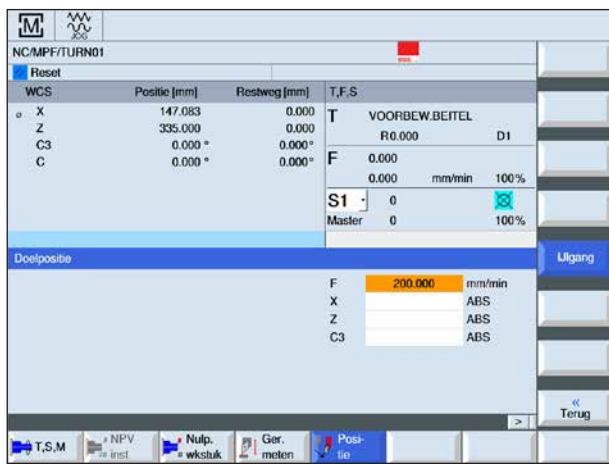 M JOG
NC/MPF/TURN01
Reset
WCS Positie [mm] Restweg [mm] T,F,S
X 147.083 0.000
Z 335.000 0.000
C3 0.000 ° 0.000°
C 0.000 ° 0.000°
T VOORBEW.BEITEL
R0.000 D1
F 0.000
0.000 mm/min 100%
S1 0
Master 0 100%
Doelpositie
IJlgang
F 200.000 mm/min
X ABS
Z ABS
C3 ABS
« Terug
>
T,S,M
NPV inst
Nulp. wkstuk
Ger. meten
Posi-
tie